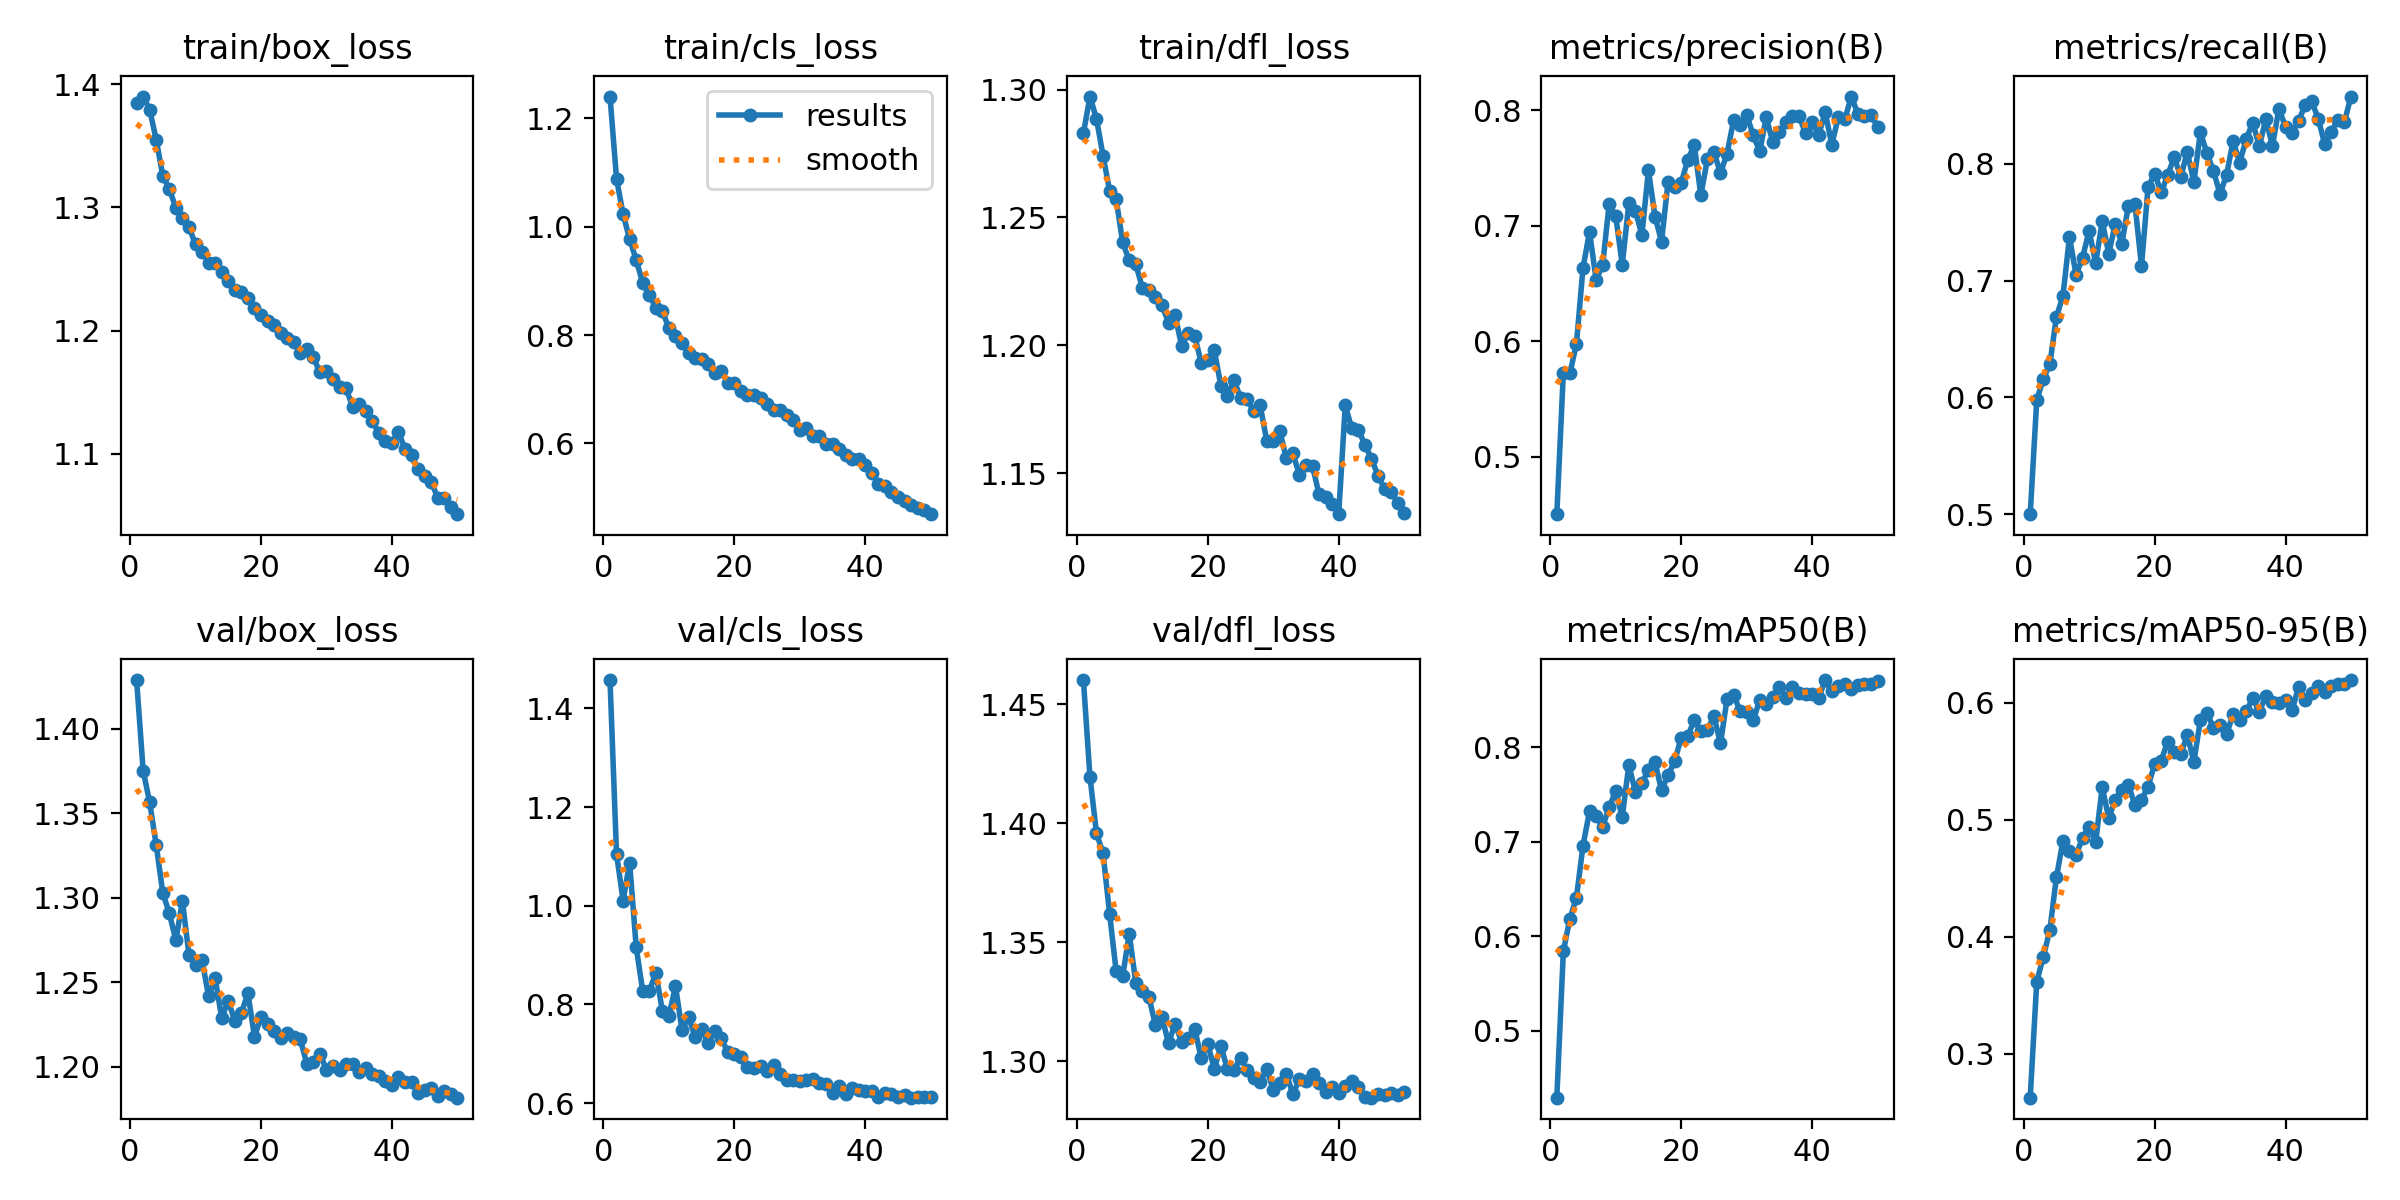 train/box_loss
1.4
1.3
1.2
1.1
0 20 40
train/cls_loss
results
smooth
1.2
1.0
0.8
0.6
0 20 40
train/dfl_loss
1.30
1.25
1.20
1.15
0 20 40
metrics/precision(B)
0.8
0.7
0.6
0.5
0 20 40
metrics/recall(B)
0.8
0.7
0.6
0.5
0 20 40
val/box_loss
1.40
1.35
1.30
1.25
1.20
0 20 40
val/cls_loss
1.4
1.2
1.0
0.8
0.6
0 20 40
val/dfl_loss
1.45
1.40
1.35
1.30
0 20 40
metrics/mAP50(B)
0.8
0.7
0.6
0.5
0 20 40
metrics/mAP50-95(B)
0.6
0.5
0.4
0.3
0 20 40